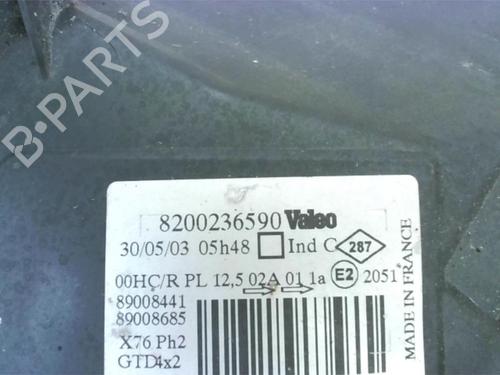 B-PARTS
8200236590 Valeo
30/05/03 05h48 Ind C 287
00HC/R PL 12,5 02A 01 1a E2 2051
89008441
89008685
X76 Ph2
GTD4x2
MADE IN FRANCE